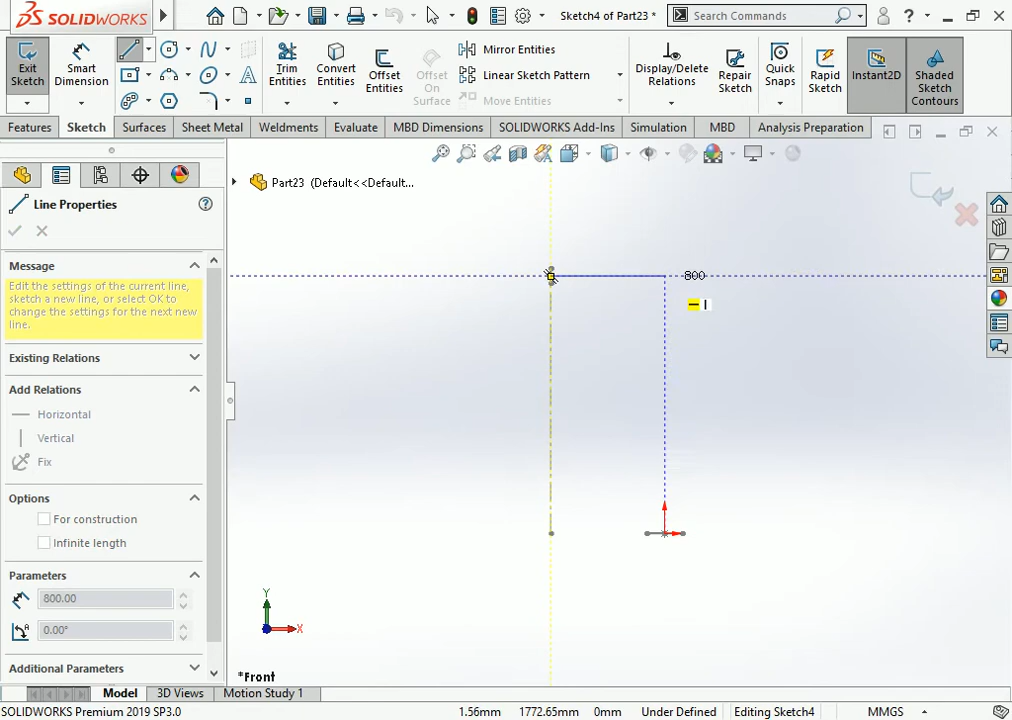 SOLIDWORKS
Sketch4 of Part23 *
Search Commands
?
Exit Sketch
Smart Dimension
Trim Entities
Convert Entities
Offset Entities
Offset On Surface
Mirror Entities
Linear Sketch Pattern
Move Entities
Display/Delete Relations
Repair Sketch
Quick Snaps
Rapid Sketch
Instant2D
Shaded Sketch Contours
Features
Sketch
Surfaces
Sheet Metal
Weldments
Evaluate
MBD Dimensions
SOLIDWORKS Add-Ins
Simulation
MBD
Analysis Preparation
Part23 (Default<<Default...
Line Properties
Message
Edit the settings of the current line,
sketch a new line, or select OK to
change the settings for the next new
line.
Existing Relations
Add Relations
Horizontal
Vertical
Fix
Options
For construction
Infinite length
Parameters
800.00
0.00°
Additional Parameters
800
Y
X
*Front
Model
3D Views
Motion Study 1
SOLIDWORKS Premium 2019 SP3.0
1.56mm
1772.65mm
0mm
Under Defined
Editing Sketch4
MMGS